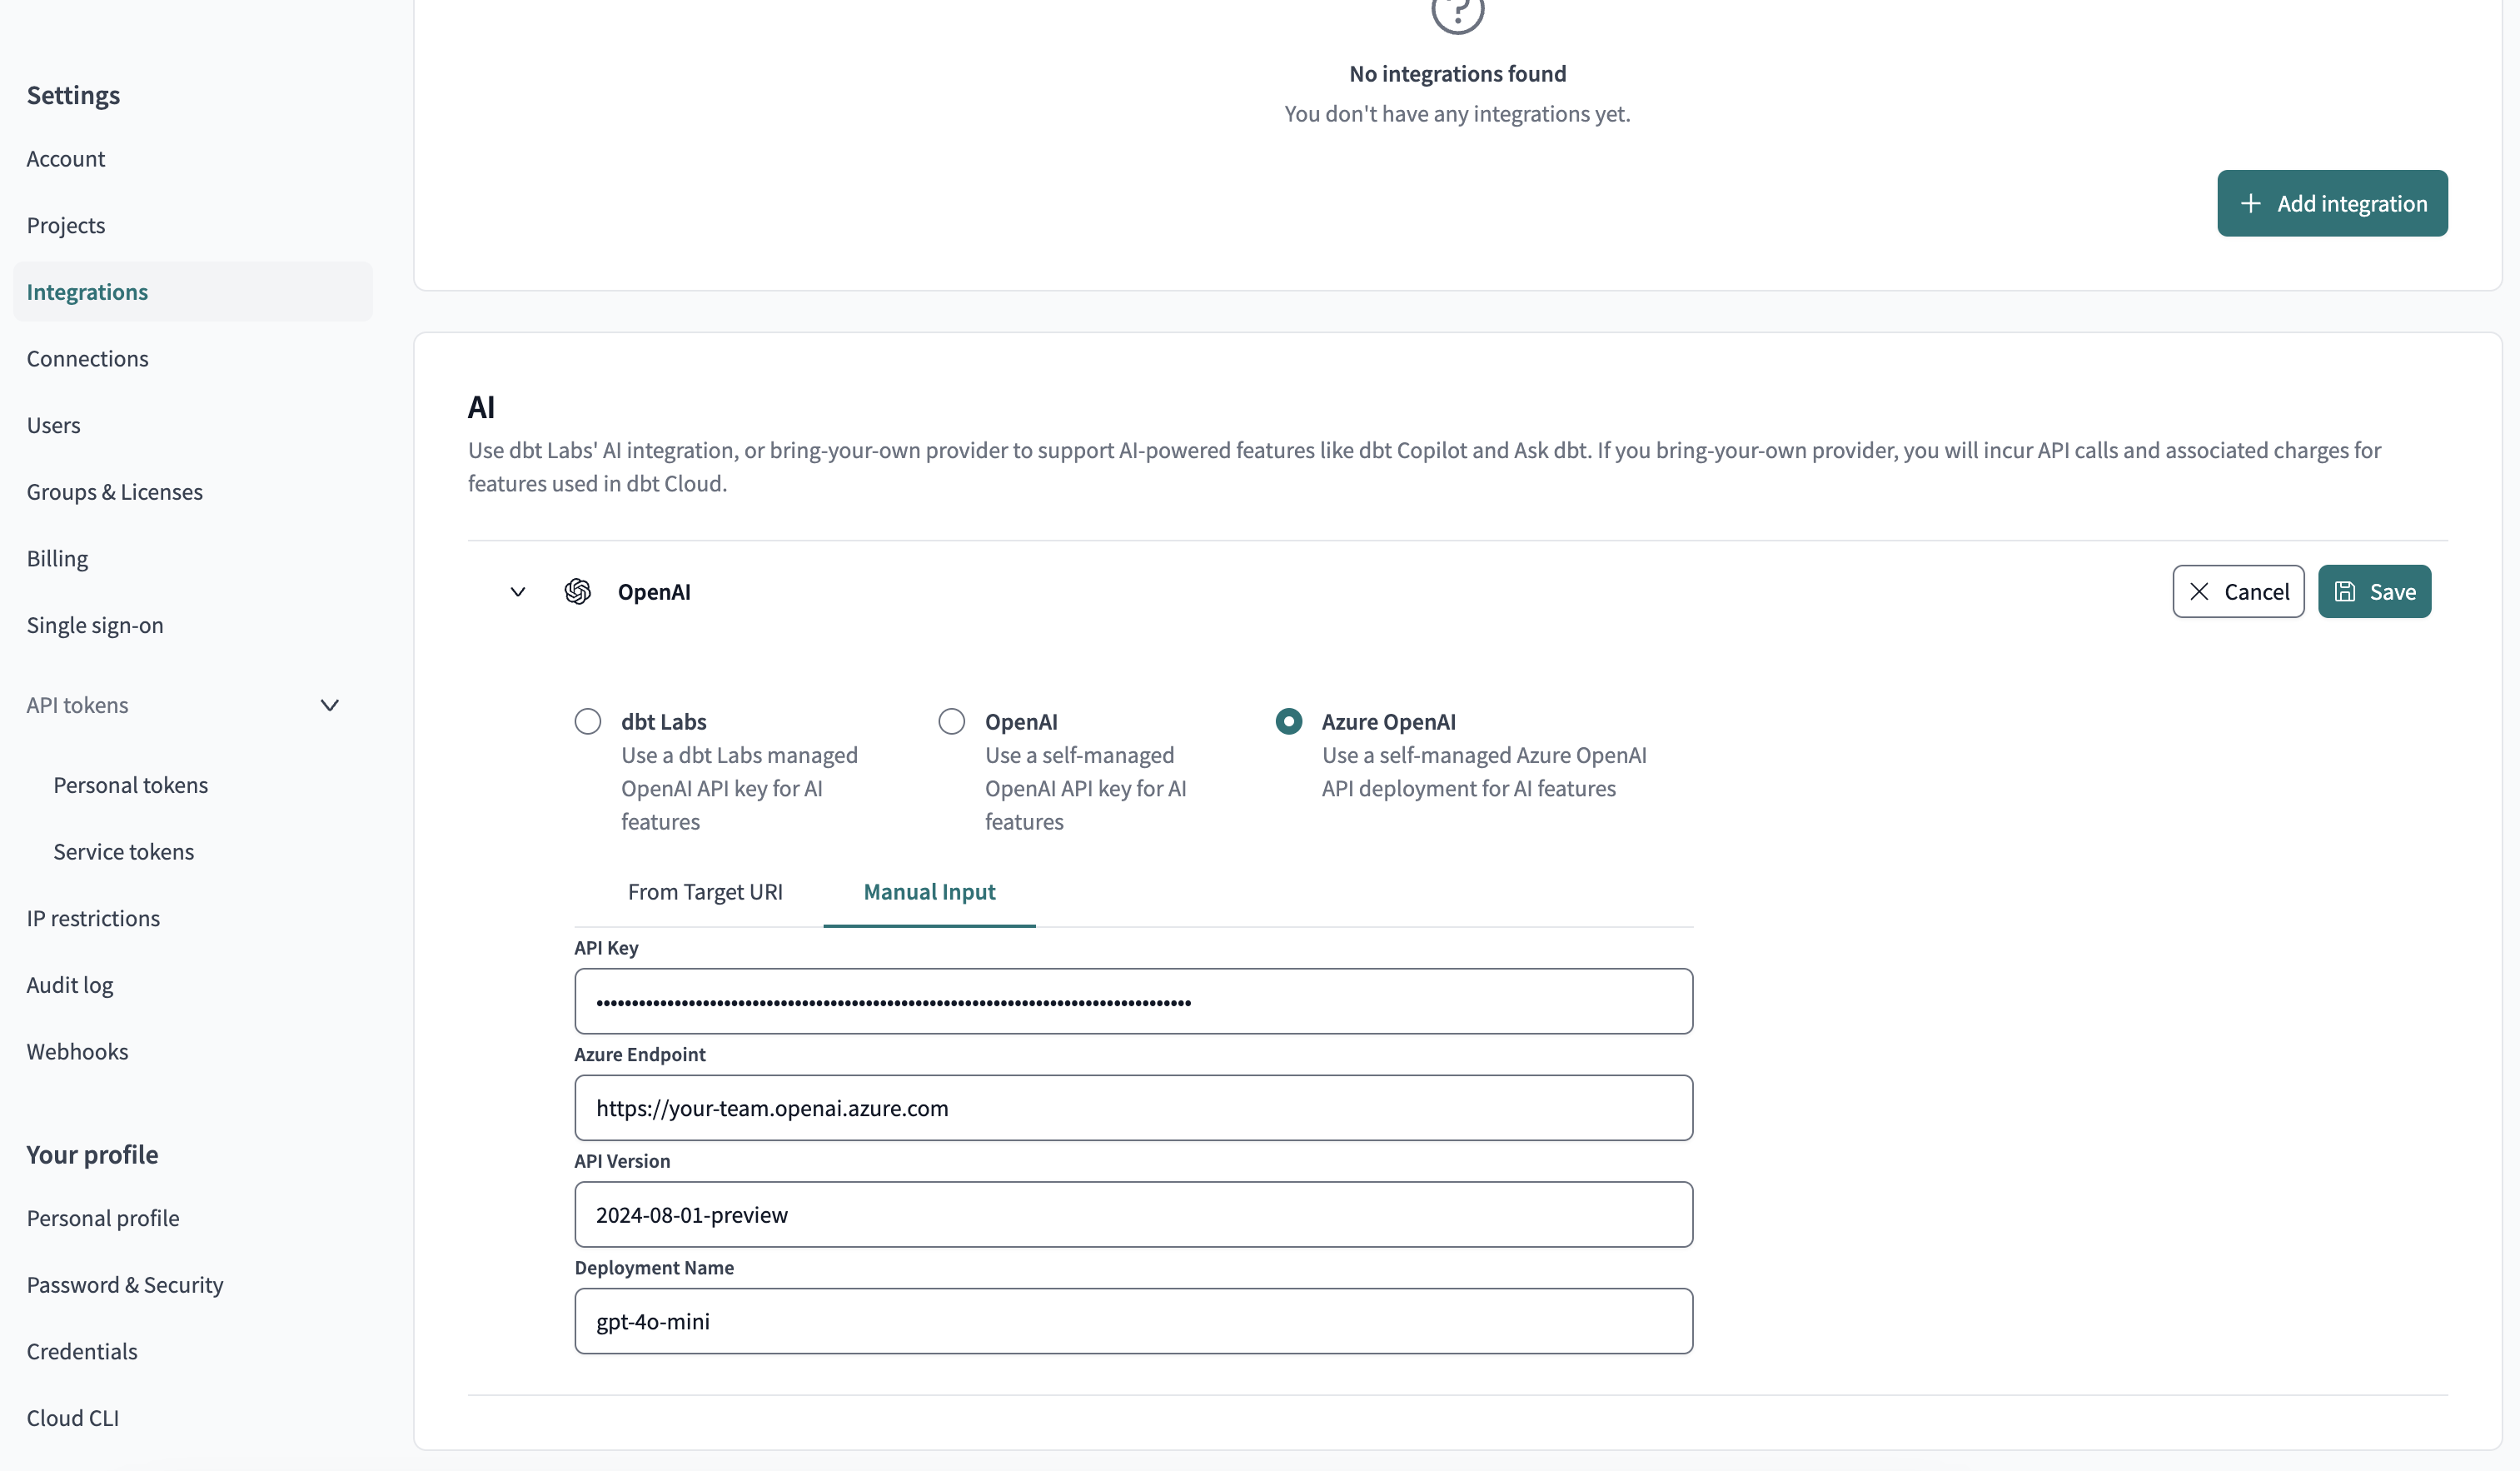 Settings
Account
Projects
Integrations
Connections
Users
Groups & Licenses
Billing
Single sign-on
API tokens
Personal tokens
Service tokens
IP restrictions
Audit log
Webhooks
Your profile
Personal profile
Password & Security
Credentials
Cloud CLI
No integrations found
You don't have any integrations yet.
Add integration
AI
Use dbt Labs' AI integration, or bring-your-own provider to support AI-powered features like dbt Copilot and Ask dbt. If you bring-your-own provider, you will incur API calls and associated charges for
features used in dbt Cloud.
OpenAI
Cancel
Save
dbt Labs
Use a dbt Labs managed
OpenAI API key for AI
features
OpenAI
Use a self-managed
OpenAI API key for AI
features
Azure OpenAI
Use a self-managed Azure OpenAI
API deployment for AI features
From Target URI
Manual Input
API Key
Azure Endpoint
https://your-team.openai.azure.com
API Version
2024-08-01-preview
Deployment Name
gpt-4o-mini